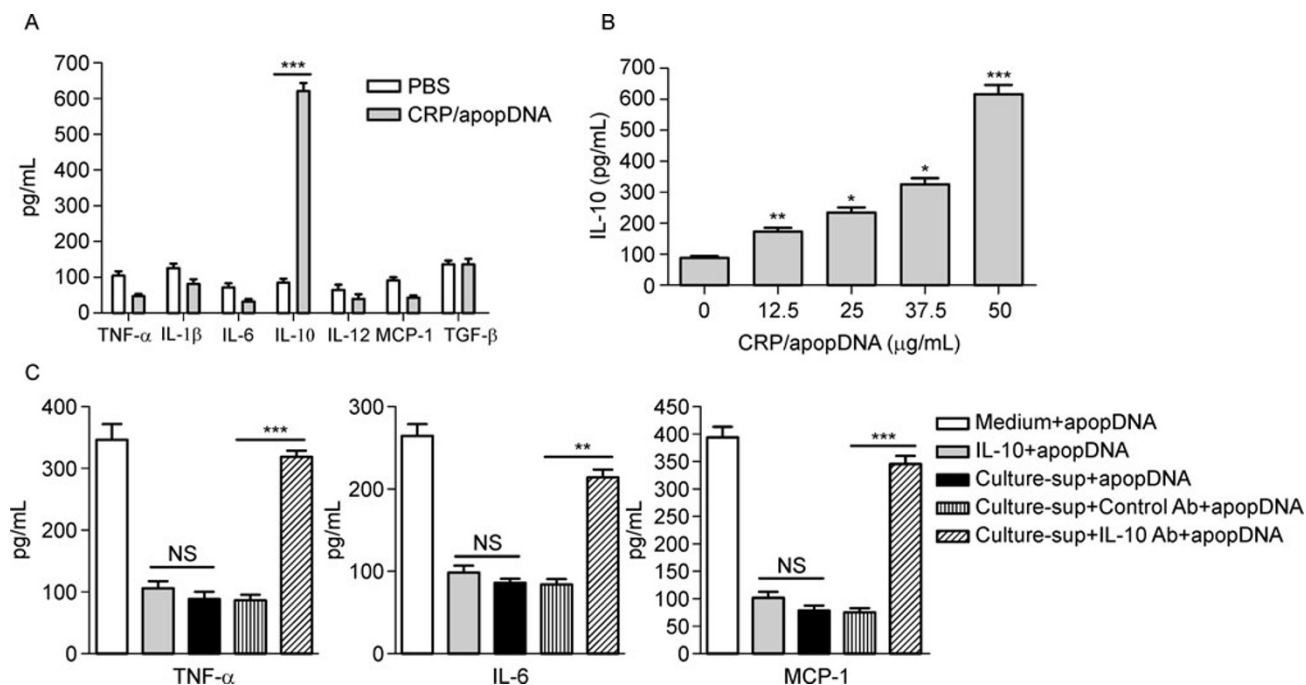 A
pg/mL
700
600
500
400
300
200
100
0
***
PBS
CRP/apopDNA
TNF-α IL-1β IL-6 IL-10 IL-12 MCP-1 TGF-β
B
IL-10 (pg/mL)
700
600
500
400
300
200
100
0
** * * ***
0 12.5 25 37.5 50
CRP/apopDNA (μg/mL)
C
pg/mL
400
300
200
100
0
NS
***
TNF-α
pg/mL
300
200
100
0
NS
**
IL-6
pg/mL
450
400
350
300
250
200
150
100
50
0
NS
***
MCP-1
Medium+apopDNA
IL-10+apopDNA
Culture-sup+apopDNA
Culture-sup+Control Ab+apopDNA
Culture-sup+IL-10 Ab+apopDNA